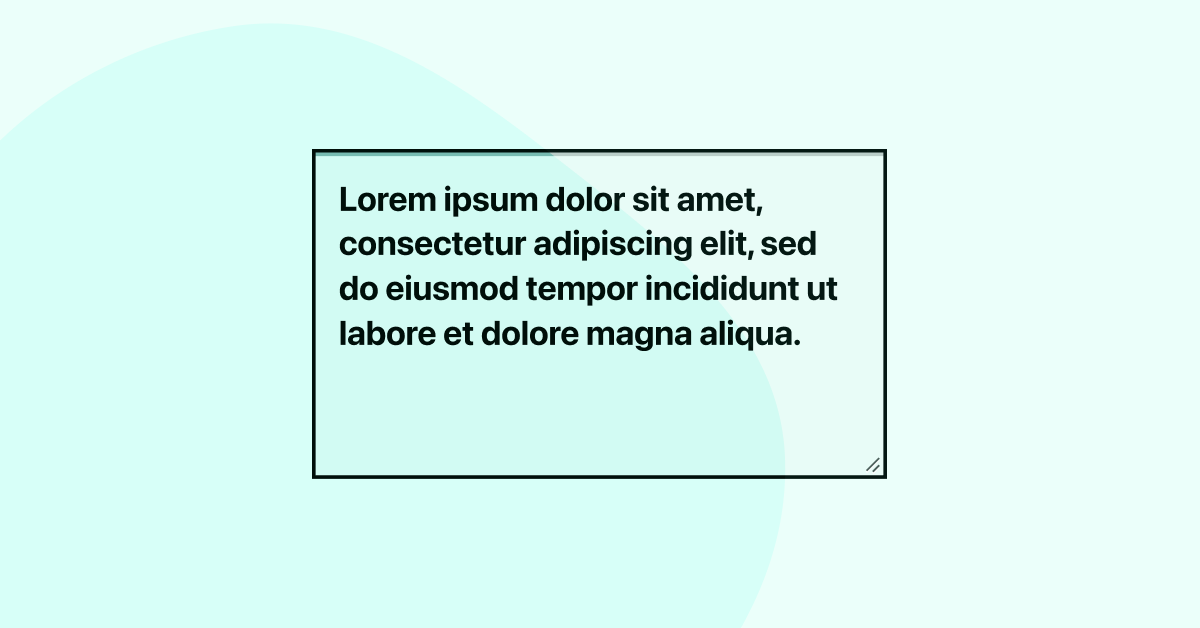 Lorem ipsum dolor sit amet,
consectetur adipiscing elit, sed
do eiusmod tempor incididunt ut
labore et dolore magna aliqua.